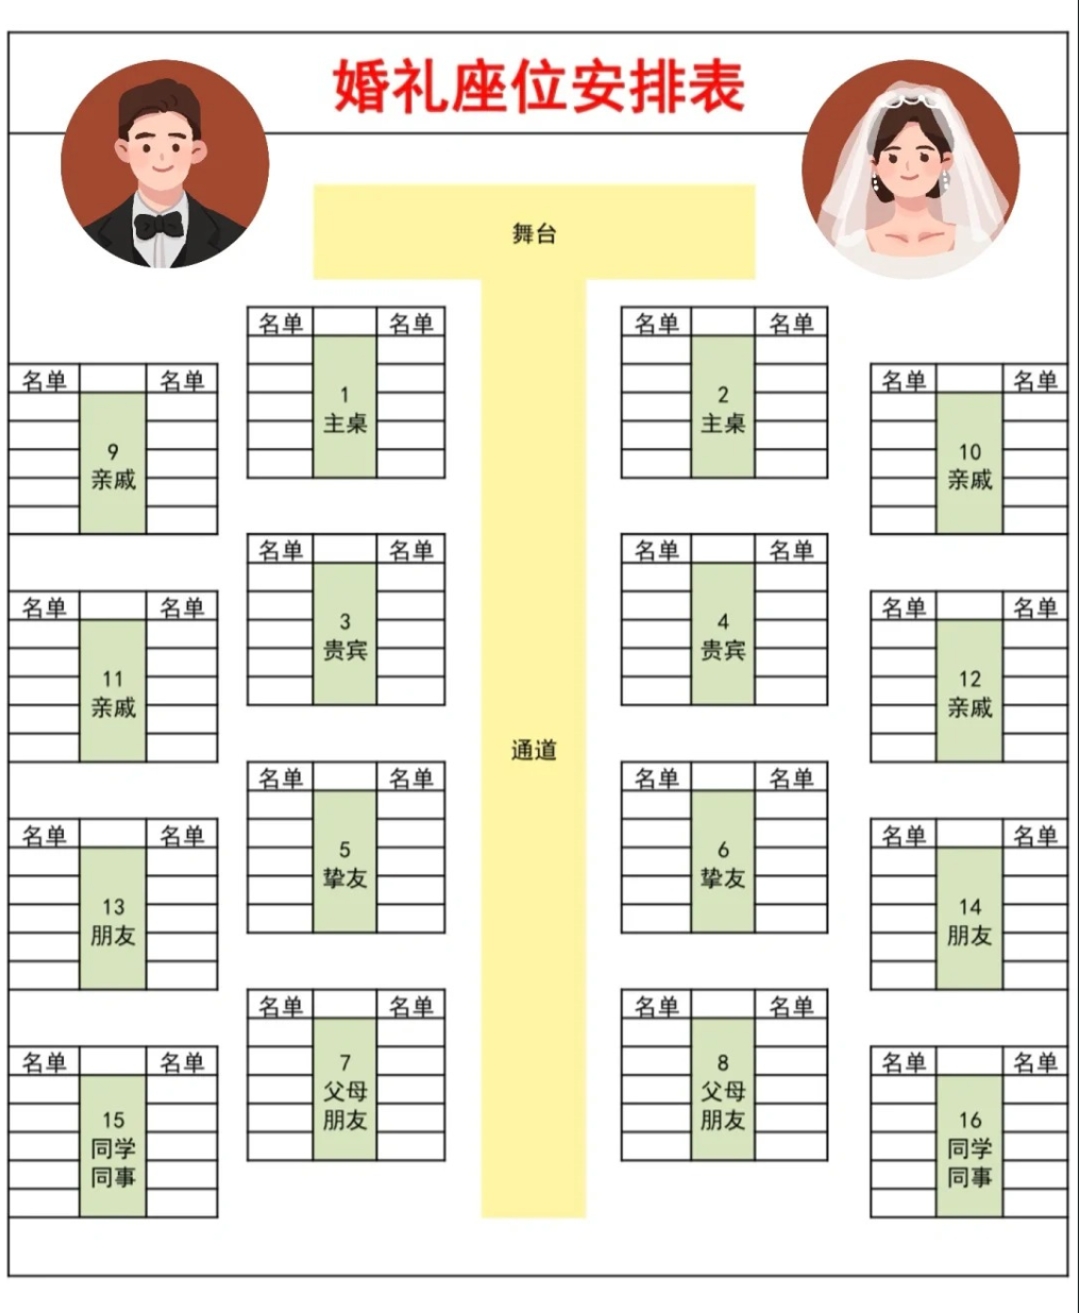 婚礼座位安排表
舞台
名单 名单
1
主桌
名单 名单
2
主桌
名单 名单
9
亲戚
名单 名单
10
亲戚
名单 名单
3
贵宾
名单 名单
4
贵宾
名单 名单
11
亲戚
名单 名单
12
亲戚
通道
名单 名单
5
挚友
名单 名单
6
挚友
名单 名单
13
朋友
名单 名单
14
朋友
名单 名单
7
父母
朋友
名单 名单
8
父母
朋友
名单 名单
15
同学
同事
名单 名单
16
同学
同事